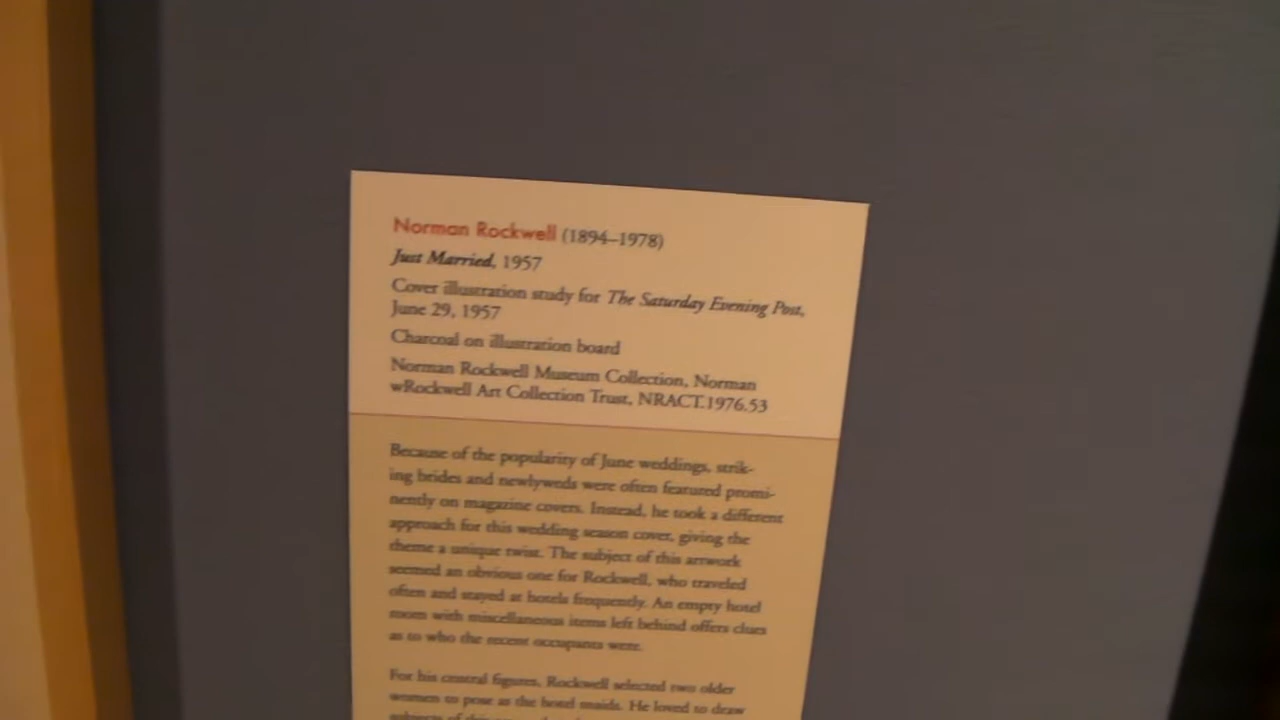 Norman Rockwell (1894–1978)
Just Married, 1957
Cover illustration study for The Saturday Evening Post,
June 29, 1957
Charcoal on illustration board
Norman Rockwell Museum Collection, Norman
wRockwell Art Collection Trust, NRACT.1976.53
Because of the popularity of June weddings, strik-
ing brides and newlyweds were often featured promi-
nently on magazine covers. Instead, he took a different
approach for this wedding season cover, giving the
theme a unique twist. The subject of this artwork
seemed an obvious one for Rockwell, who traveled
often and stayed at hotels frequently. An empty hotel
room with miscellaneous items left behind offers clues
as to who the recent occupants were.
For his central figures, Rockwell selected two older
women to pose as the hotel maids. He loved to draw
subjects of